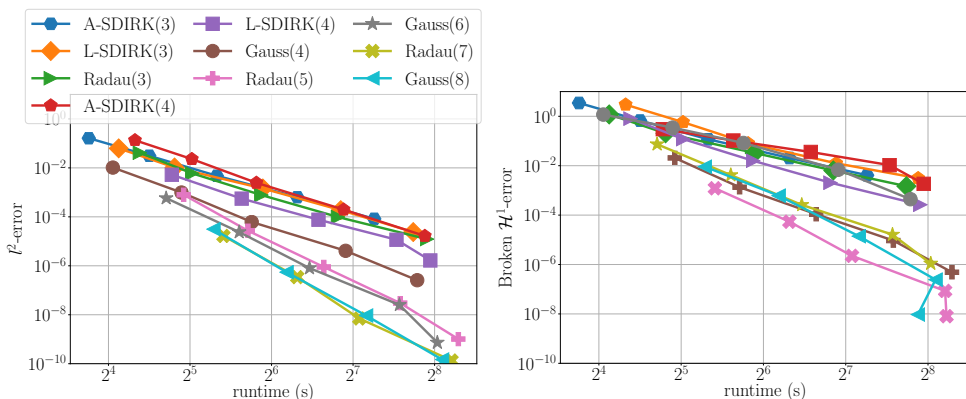 A-SDIRK(3) L-SDIRK(4) Gauss(6)
L-SDIRK(3) Gauss(4) Radau(7)
Radau(3) Radau(5) Gauss(8)
A-SDIRK(4)
10^0
10^−2
10^−4
10^−6
10^−8
10^−10
l^2-error
2^4 2^5 2^6 2^7 2^8
runtime (s)
10^0
10^−2
10^−4
10^−6
10^−8
10^−10
Broken 𝓗^1-error
2^4 2^5 2^6 2^7 2^8
runtime (s)